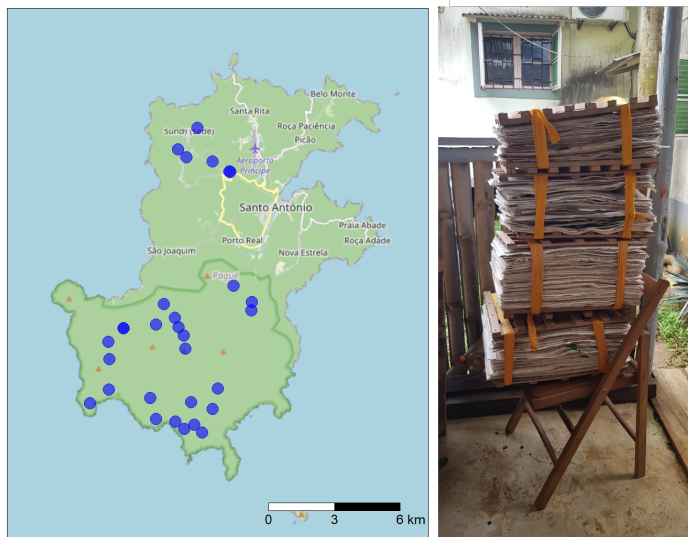 Belo Monte
Santa Rita
Roça Paciência
Sundy (Sede)
Picão
Aeroporto
Príncipe
Santo António
Praia Abade
Porto Real
Roça Adade
São Joaquim
Nova Estrela
Parque
0 3 6 km